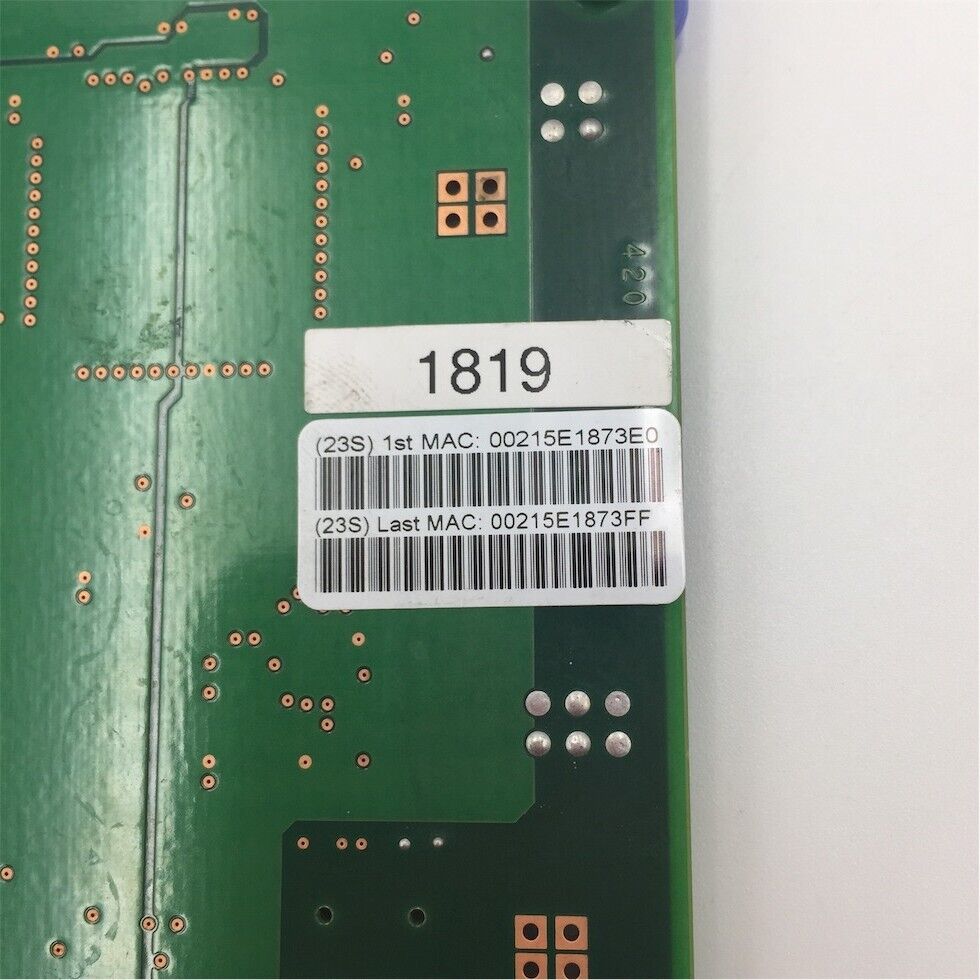 420
1819
(23S) 1st MAC: 00215E1873E0
(23S) Last MAC: 00215E1873FF